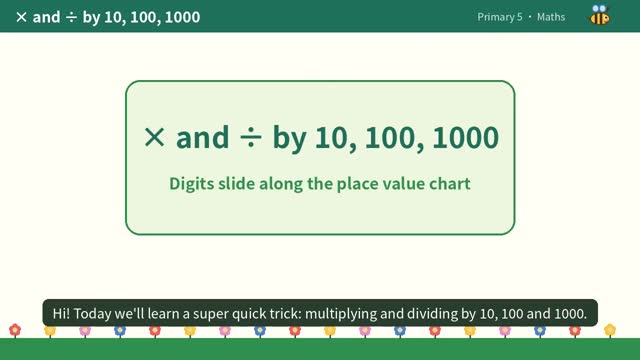 × and ÷ by 10, 100, 1000
Primary 5 • Maths
× and ÷ by 10, 100, 1000
Digits slide along the place value chart
Hi! Today we'll learn a super quick trick: multiplying and dividing by 10, 100 and 1000.